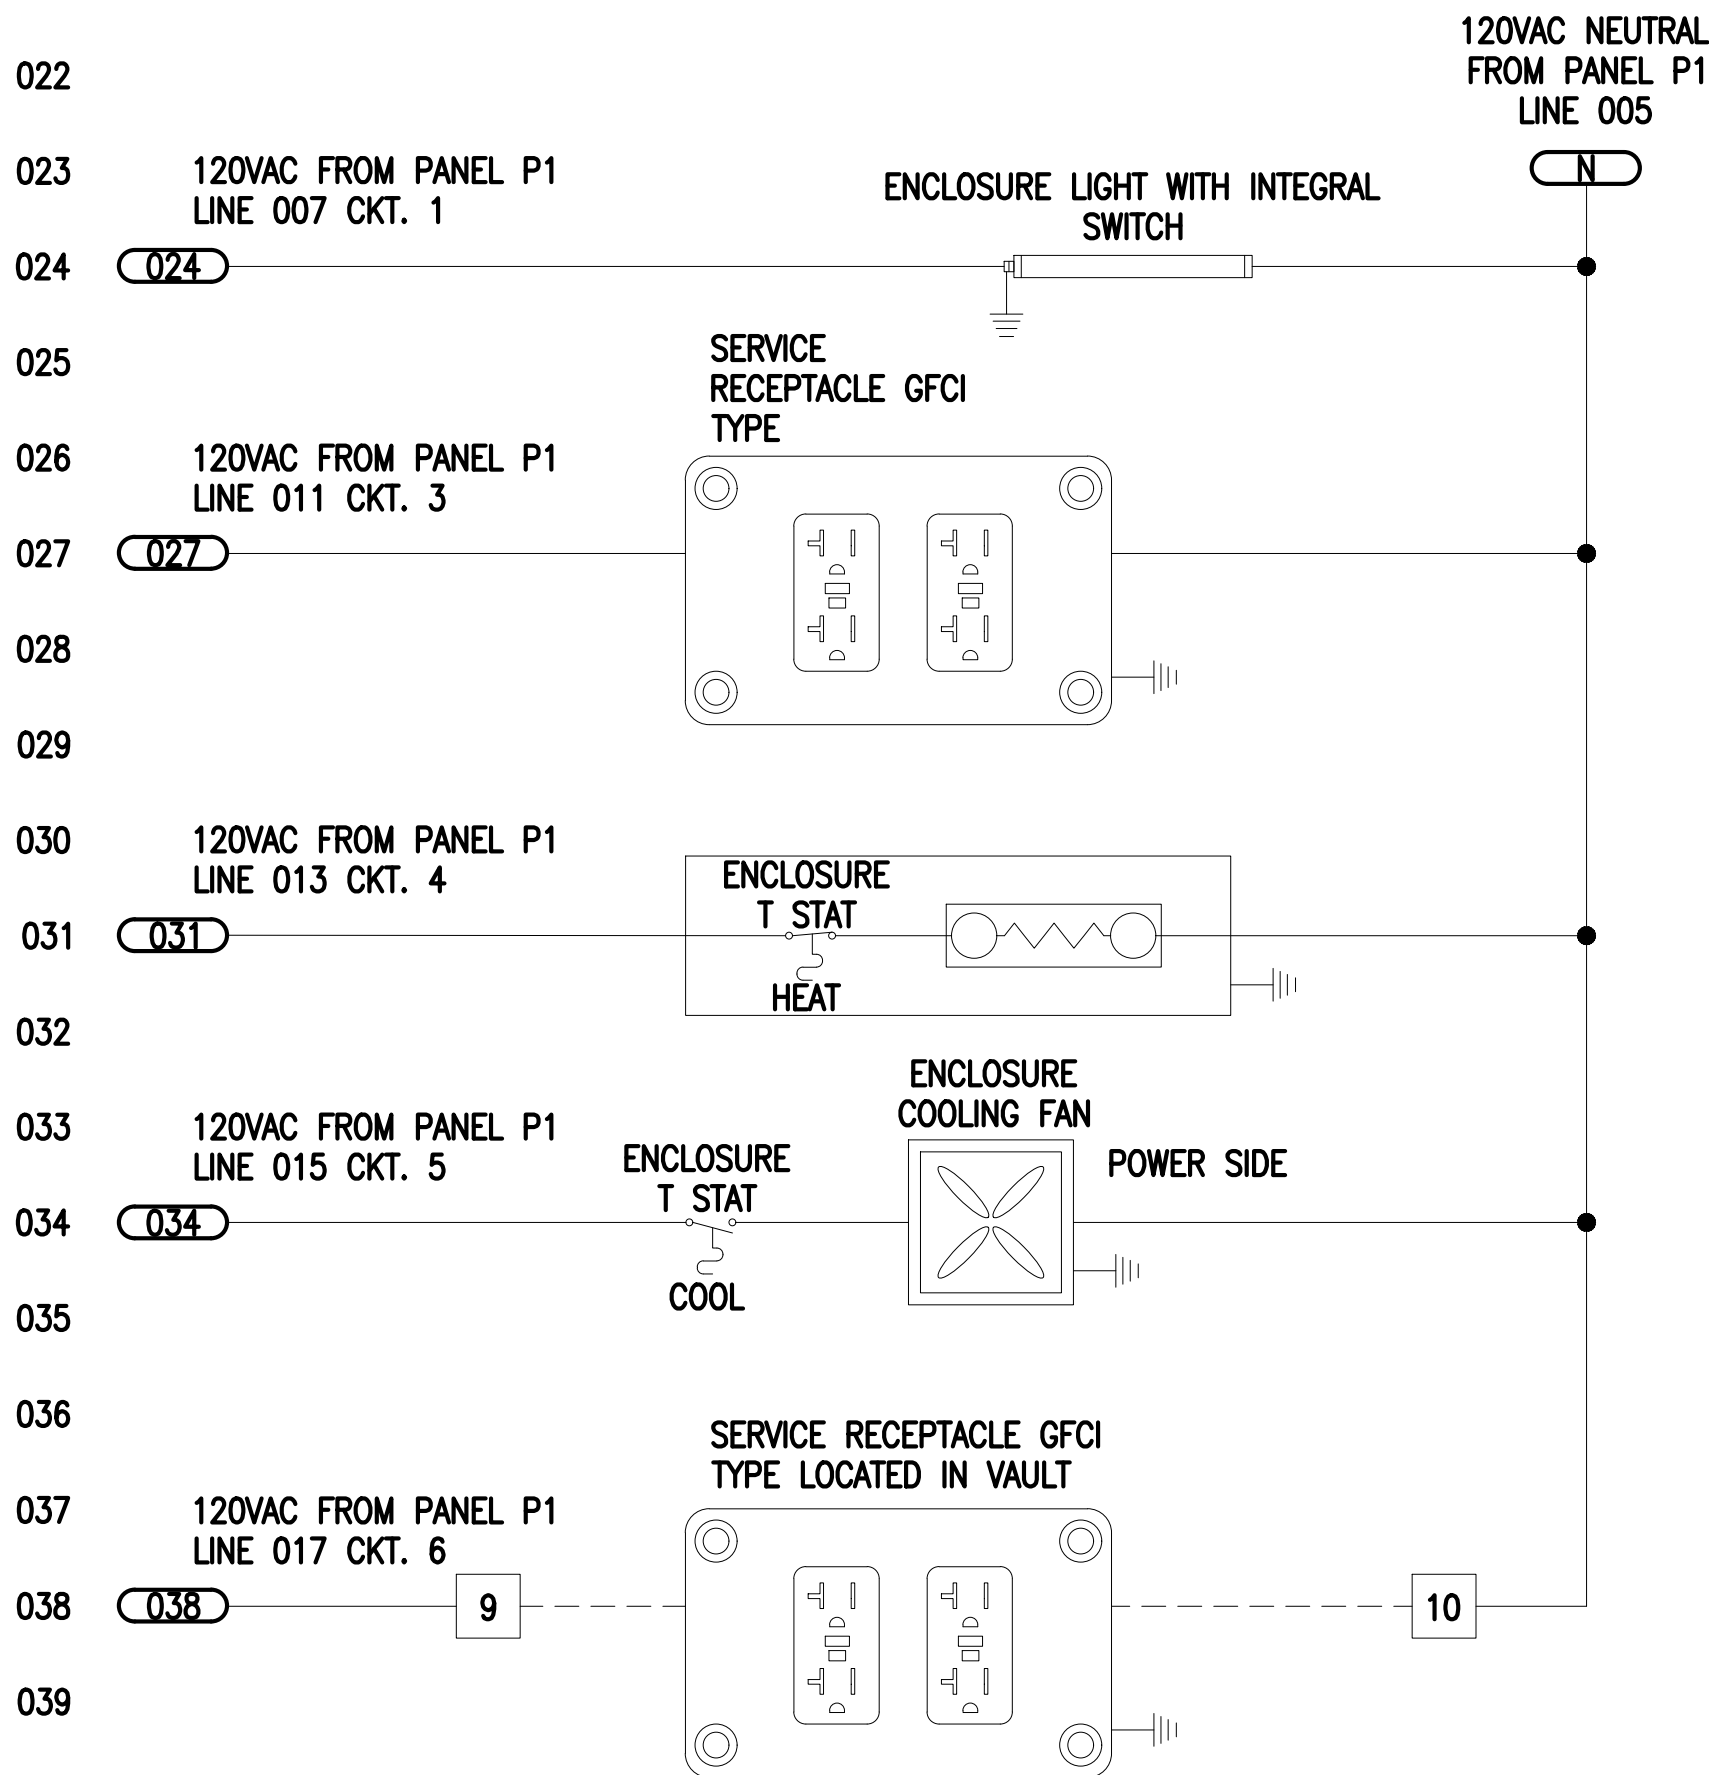 120VAC NEUTRAL
FROM PANEL P1
LINE 005
N
022
023
120VAC FROM PANEL P1
LINE 007 CKT. 1
ENCLOSURE LIGHT WITH INTEGRAL
SWITCH
024
024
025
SERVICE
RECEPTACLE GFCI
TYPE
026
120VAC FROM PANEL P1
LINE 011 CKT. 3
027
027
028
029
030
120VAC FROM PANEL P1
LINE 013 CKT. 4
ENCLOSURE
T STAT
HEAT
031
031
032
ENCLOSURE
COOLING FAN
033
120VAC FROM PANEL P1
LINE 015 CKT. 5
ENCLOSURE
T STAT
COOL
POWER SIDE
034
034
035
036
SERVICE RECEPTACLE GFCI
TYPE LOCATED IN VAULT
037
120VAC FROM PANEL P1
LINE 017 CKT. 6
038
038
9
10
039